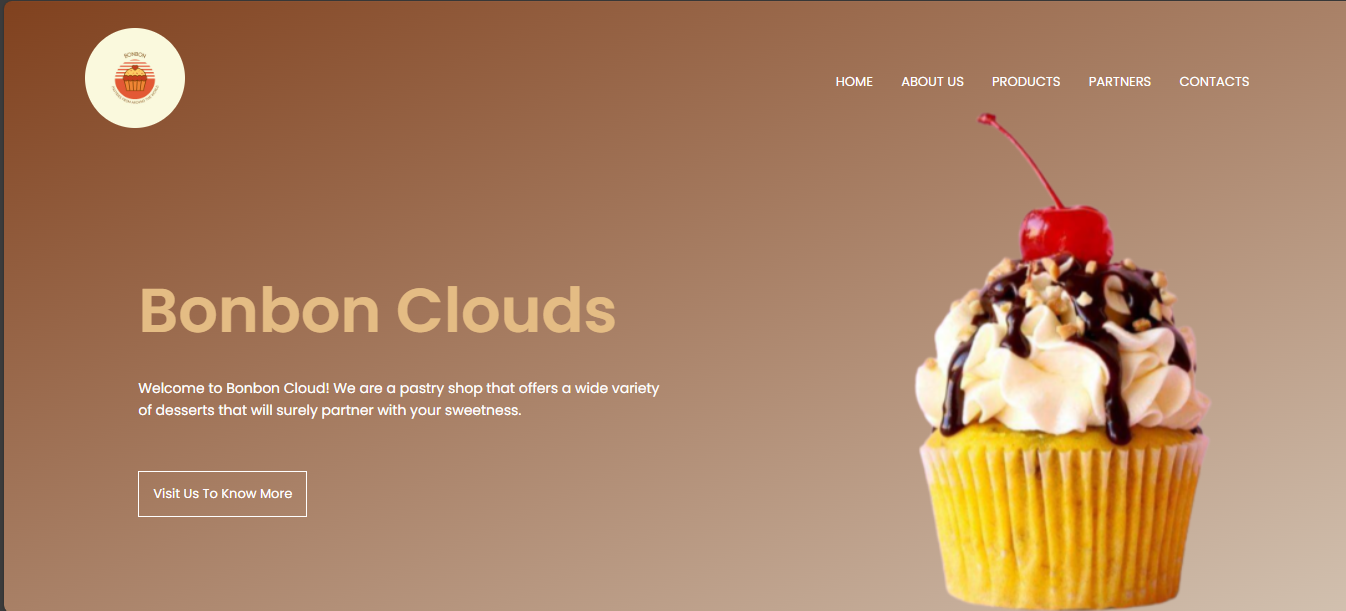 BONBON
HOME ABOUT US PRODUCTS PARTNERS CONTACTS
Bonbon Clouds
Welcome to Bonbon Cloud! We are a pastry shop that offers a wide variety
of desserts that will surely partner with your sweetness.
Visit Us To Know More